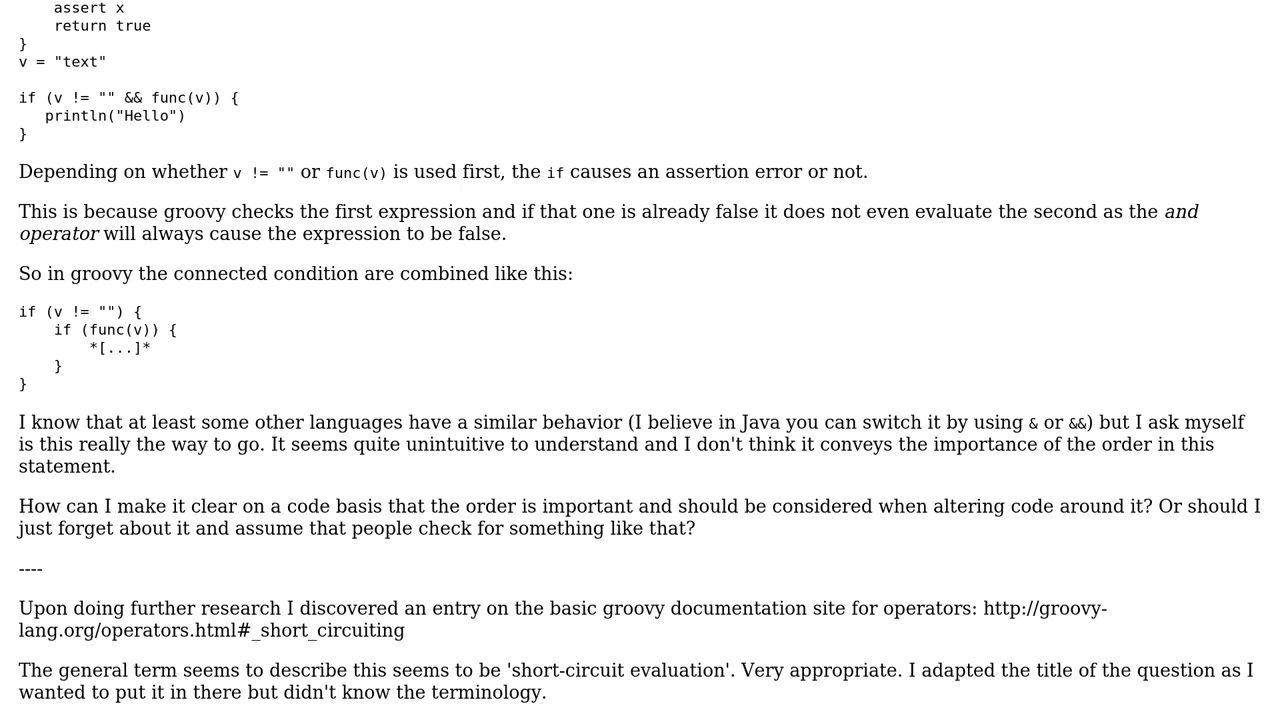 assert x
    return true
}
v = "text"

if (v != "" && func(v)) {
   println("Hello")
}
Depending on whether v != "" or func(v) is used first, the if causes an assertion error or not.
This is because groovy checks the first expression and if that one is already false it does not even evaluate the second as the and
operator will always cause the expression to be false.
So in groovy the connected condition are combined like this:
if (v != "") {
    if (func(v)) {
        *[...]*
    }
}
I know that at least some other languages have a similar behavior (I believe in Java you can switch it by using & or &&) but I ask myself
is this really the way to go. It seems quite unintuitive to understand and I don't think it conveys the importance of the order in this
statement.
How can I make it clear on a code basis that the order is important and should be considered when altering code around it? Or should I
just forget about it and assume that people check for something like that?
----
Upon doing further research I discovered an entry on the basic groovy documentation site for operators: http://groovy-
lang.org/operators.html#_short_circuiting
The general term seems to describe this seems to be 'short-circuit evaluation'. Very appropriate. I adapted the title of the question as I
wanted to put it in there but didn't know the terminology.